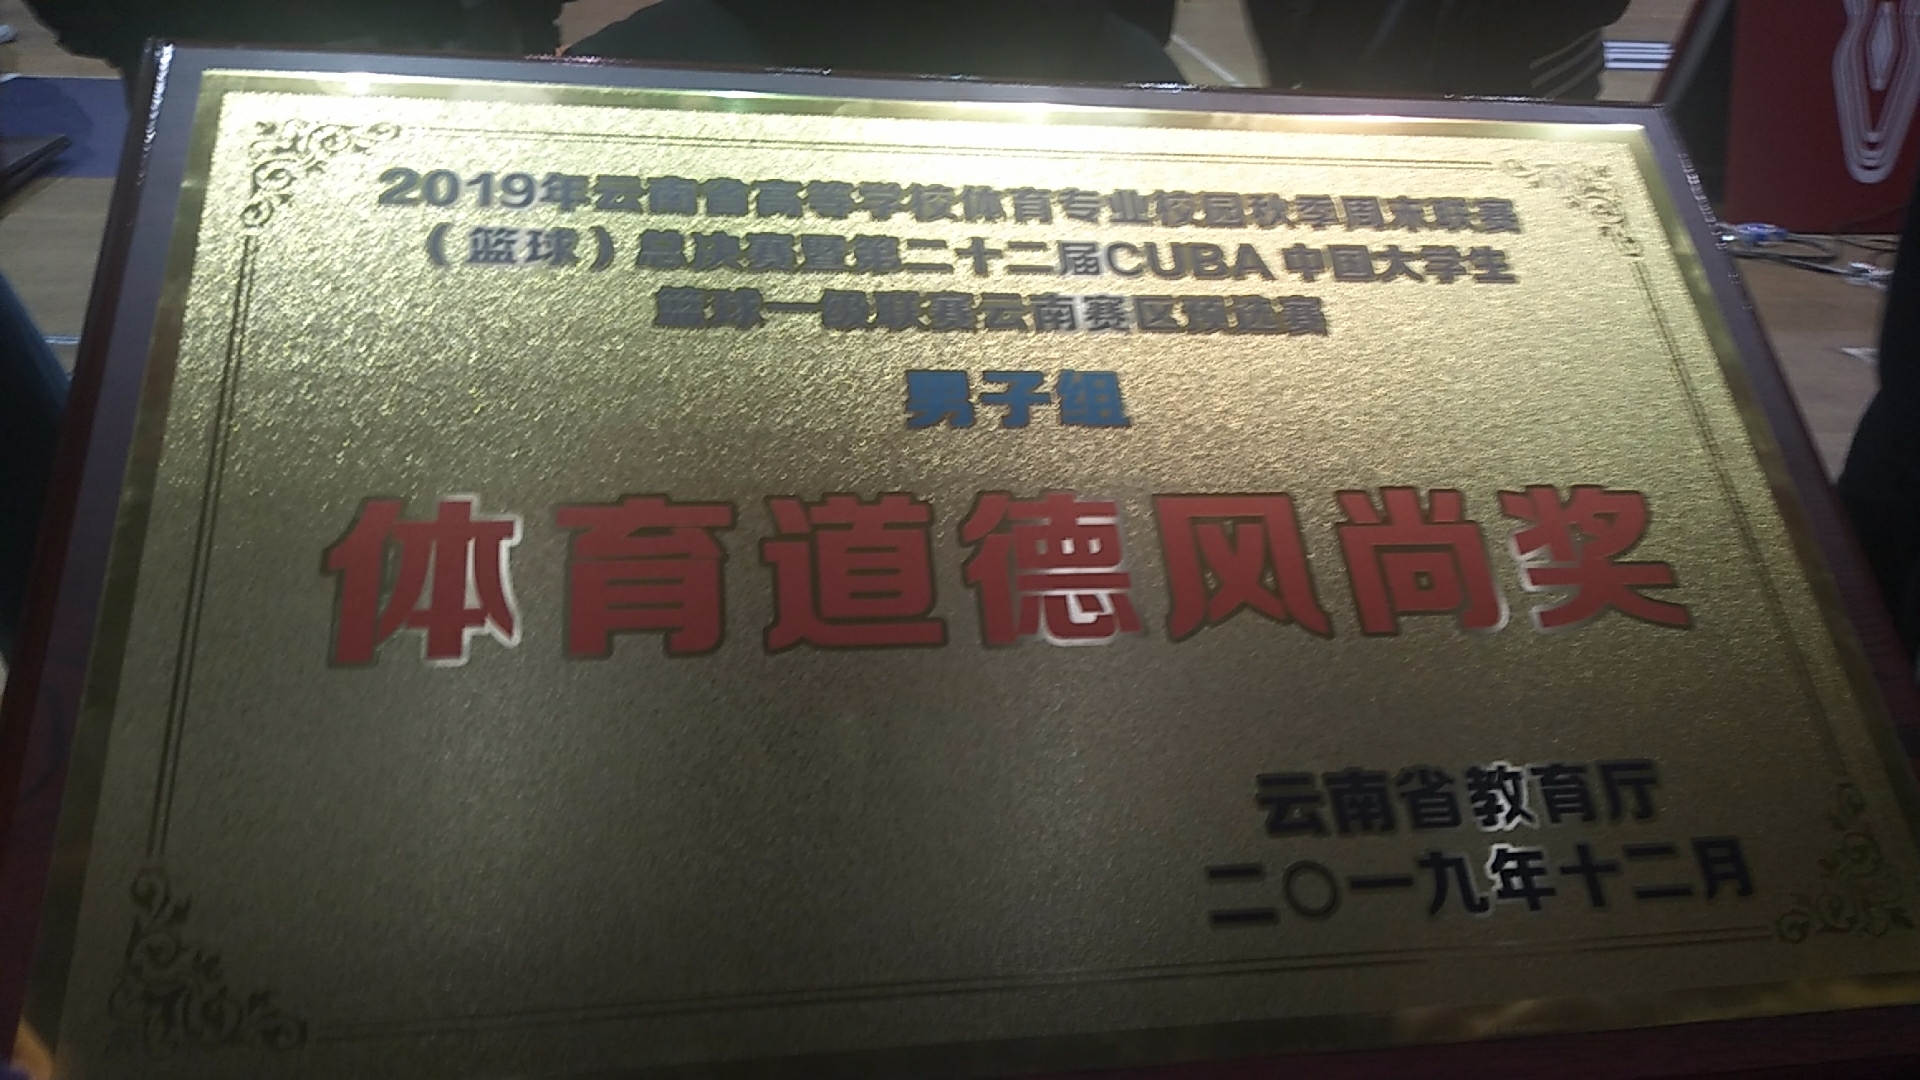 2019年云南省高等学校体育专业校园秋季周末联赛
（篮球）总决赛暨第二十二届CUBA中国大学生
篮球一级联赛云南赛区预选赛
男子组
体育道德风尚奖
云南省教育厅
二〇一九年十二月